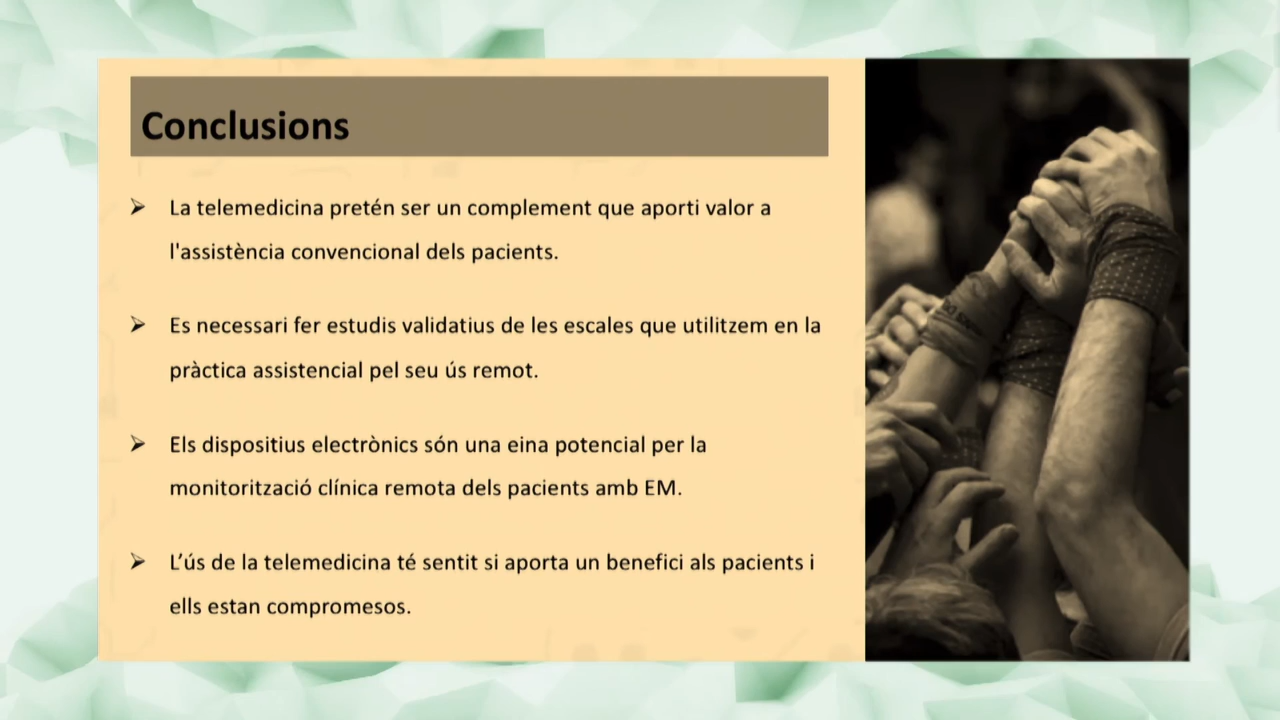 Conclusions
La telemedicina pretén ser un complement que aporti valor a
l'assistència convencional dels pacients.
Es necessari fer estudis validatius de les escales que utilitzem en la
pràctica assistencial pel seu ús remot.
Els dispositius electrònics són una eina potencial per la
monitorització clínica remota dels pacients amb EM.
L’ús de la telemedicina té sentit si aporta un benefici als pacients i
ells estan compromesos.